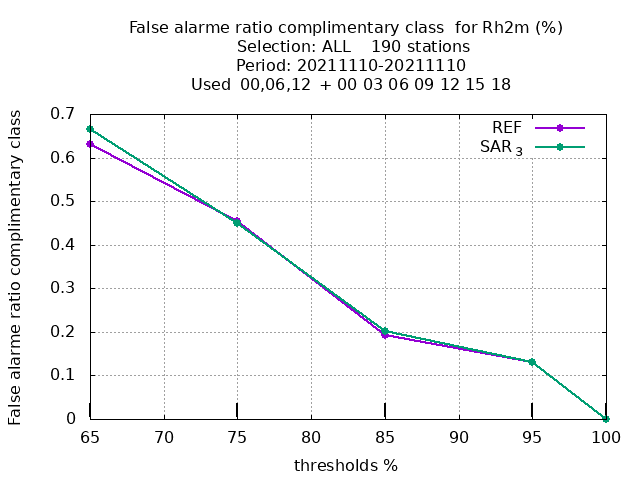 False alarme ratio complimentary class  for Rh2m (%)
Selection: ALL    190 stations
Period: 20211110-20211110
Used  00,06,12  + 00 03 06 09 12 15 18
REF
SAR 3
False alarme ratio complimentary class
0.7
0.6
0.5
0.4
0.3
0.2
0.1
0
65 70 75 80 85 90 95 100
thresholds %